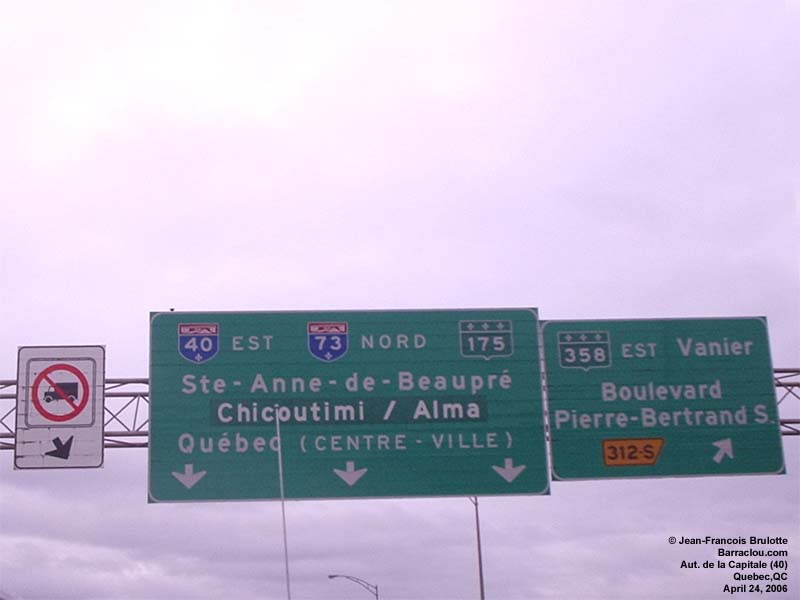 40 EST 73 NORD 175
Ste-Anne-de-Beaupré
Chicoutimi / Alma
Québec (CENTRE-VILLE)
358 EST Vanier
Boulevard
Pierre-Bertrand S.
312-S
© Jean-Francois Brulotte
Barraclou.com
Aut. de la Capitale (40)
Quebec,QC
April 24, 2006